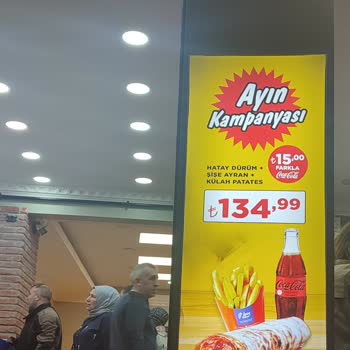 Ayın
Kampanyası
HATAY DÜRÜM +
ŞİŞE AYRAN +
KÜLAH PATATES
₺15,00
FARKLA
Coca-Cola
₺134,99
Coca-Cola